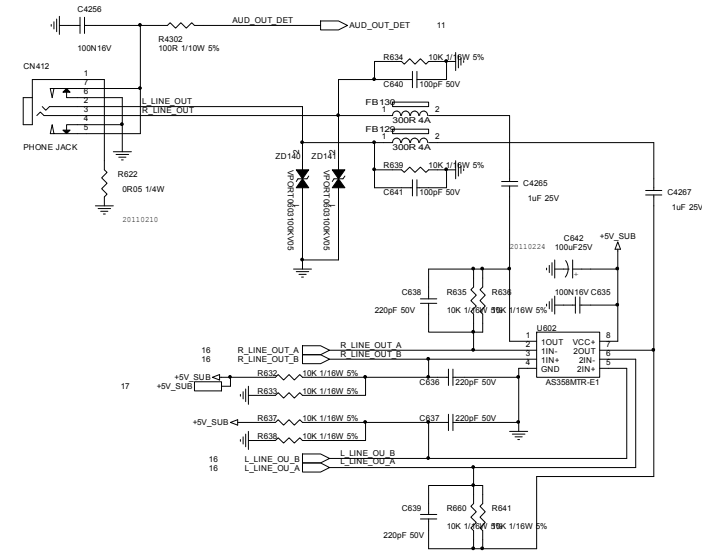 C4256
100N16V
AUD_OUT_DET
AUD_OUT_DET 11
R4302
100R 1/10W 5%
CN412
1
7
6
2
3
4
5
PHONE JACK
L_LINE_OUT
R_LINE_OUT
R622
0R05 1/4W
20110210
R634 10K 1/16W 5%
C640 100pF 50V
FB130
1 2
300R 4A
FB129
1 2
300R 4A
R639 10K 1/16W 5%
C641 100pF 50V
ZD140 ZD141
2 2
VPORT0603100KV05
VPORT0603100KV05
1 1
C4265
1uF 25V
C4267
1uF 25V
20110224
C642
100uF25V
+
+5V_SUB
100N16V C635
C638
220pF 50V
R635 R636
10K 1/16W 5% 10K 1/16W 5%
U602
1 1OUT VCC+ 8
2 1IN- 2OUT 7
3 1IN+ 2IN- 6
4 GND 2IN+ 5
AS358MTR-E1
16 R_LINE_OUT_A R_LINE_OUT_A
16 R_LINE_OUT_B R_LINE_OUT_B
17 +5V_SUB
+5V_SUB
R632 10K 1/16W 5%
R633 10K 1/16W 5%
C636 220pF 50V
+5V_SUB
R637 10K 1/16W 5%
R638 10K 1/16W 5%
C637 220pF 50V
16 L_LINE_OU_B L_LINE_OU_B
16 L_LINE_OU_A L_LINE_OU_A
C639
220pF 50V
R660 R641
10K 1/16W 5% 10K 1/16W 5%